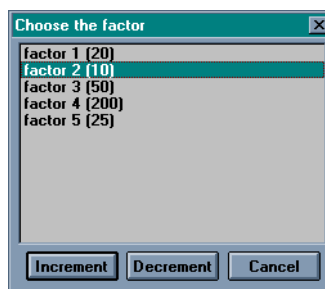 Choose the factor
factor 1 (20)
factor 2 (10)
factor 3 (50)
factor 4 (200)
factor 5 (25)
Increment Decrement Cancel